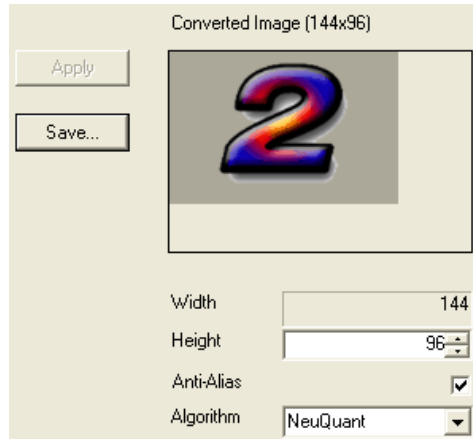 Converted Image (144x96)
Apply
Save...
2
Width 144
Height 96
Anti-Alias
Algorithm NeuQuant